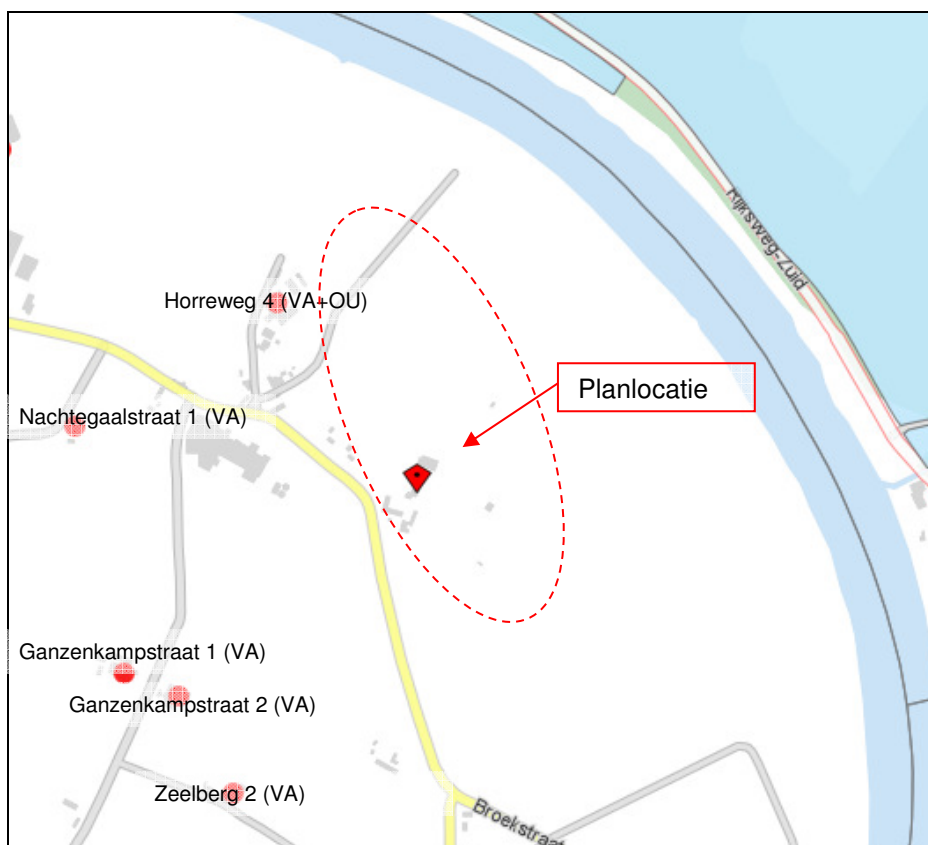 Rijksweg-Zuid
Horreweg 4 (VA+OU)
Planlocatie
Nachtegaalstraat 1 (VA)
Ganzenkampstraat 1 (VA)
Ganzenkampstraat 2 (VA)
Zeelberg 2 (VA)
Broekstraat